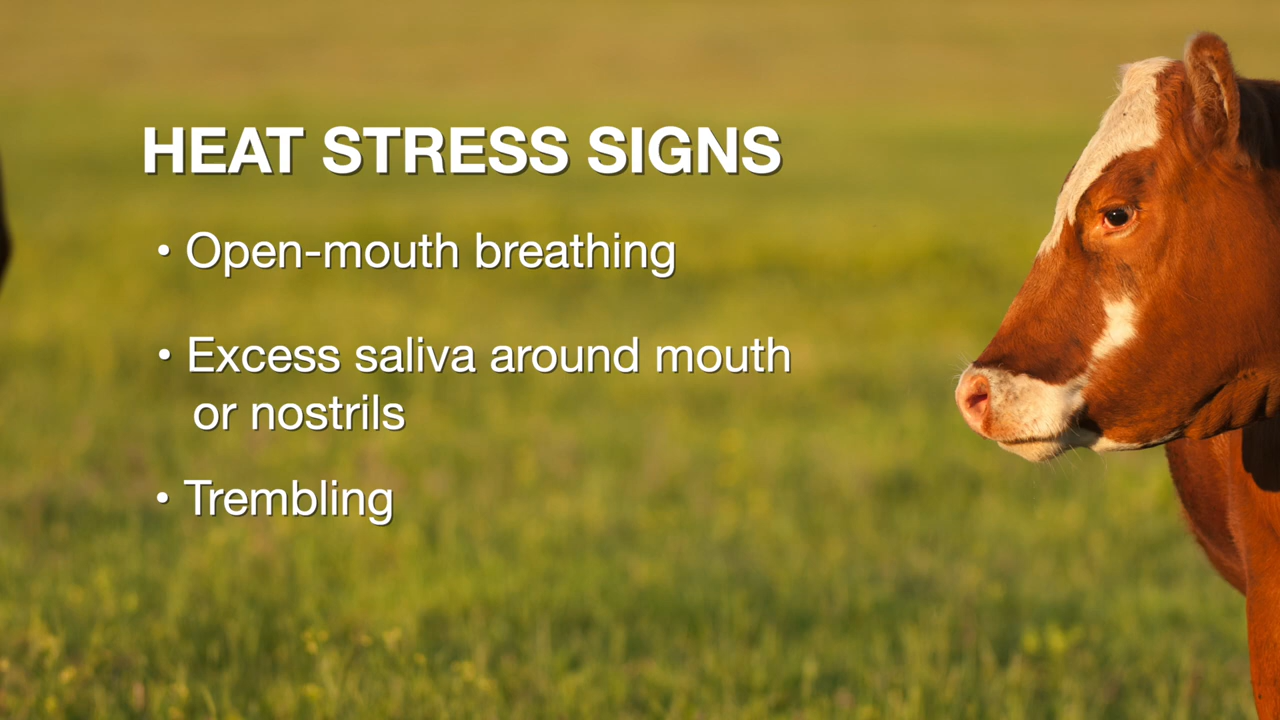 HEAT STRESS SIGNS
• Open-mouth breathing
• Excess saliva around mouth
or nostrils
• Trembling